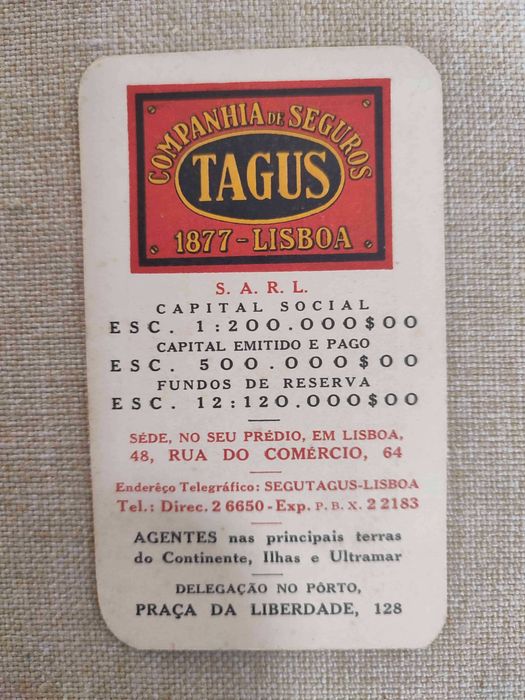 COMPANHIA DE SEGUROS
TAGUS
1877-LISBOA
S. A. R. L.
CAPITAL SOCIAL
ESC. 1:200.000$00
CAPITAL EMITIDO E PAGO
ESC. 500.000$00
FUNDOS DE RESERVA
ESC. 12:120.000$00
SÉDE, NO SEU PRÉDIO, EM LISBOA,
48, RUA DO COMÉRCIO, 64
Enderêço Telegráfico: SEGUTAGUS-LISBOA
Tel.: Direc. 2 6650 - Exp. P. B. X. 2 2183
AGENTES nas principais terras
do Continente, Ilhas e Ultramar
DELEGAÇÃO NO PÔRTO,
PRAÇA DA LIBERDADE, 128